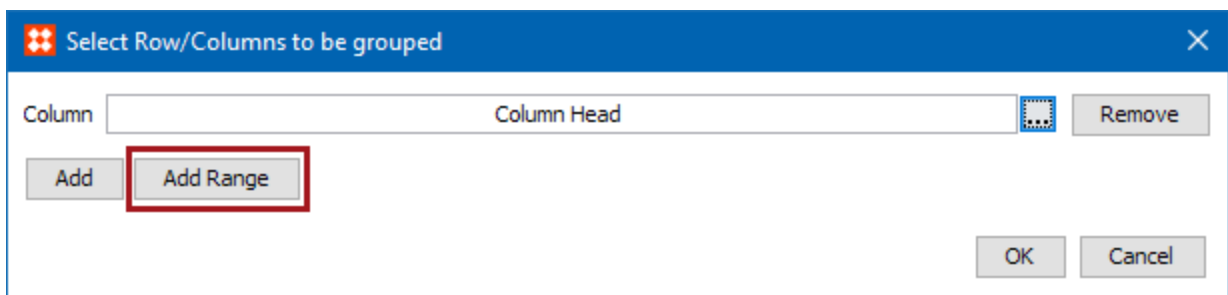 Select Row/Columns to be grouped
Column Column Head ... Remove
Add Add Range
OK Cancel